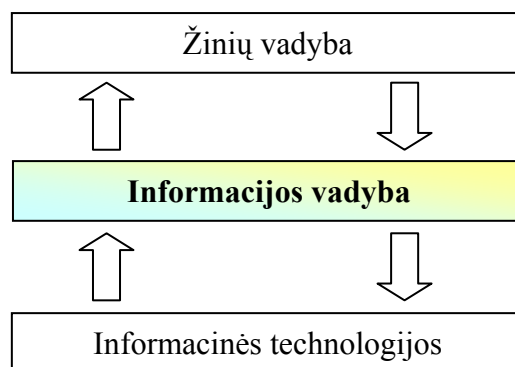 Žinių vadyba
Informacijos vadyba
Informacinės technologijos